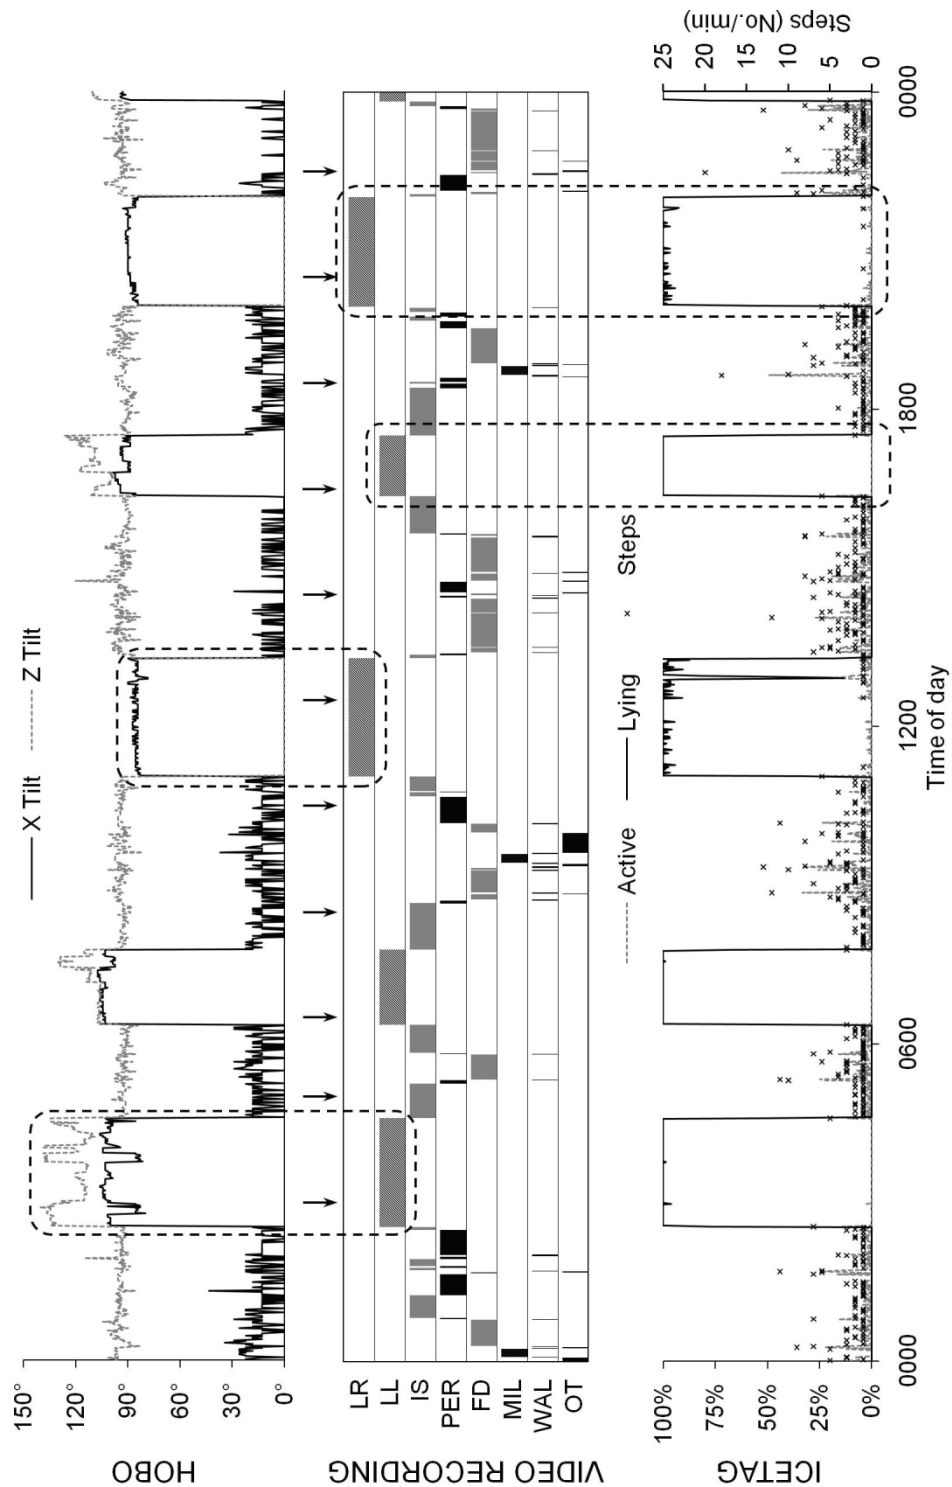 X Tilt Z Tilt
150°
120°
90°
60°
30°
0°
HOBO
LR
LL
IS
PER
FD
MIL
WAL
OT
VIDEO RECORDING
Active Lying Steps
100%
75%
50%
25%
0%
ICETAG
25
20
15
10
5
0
Steps (No./min)
0000 0600 1200 1800 0000
Time of day